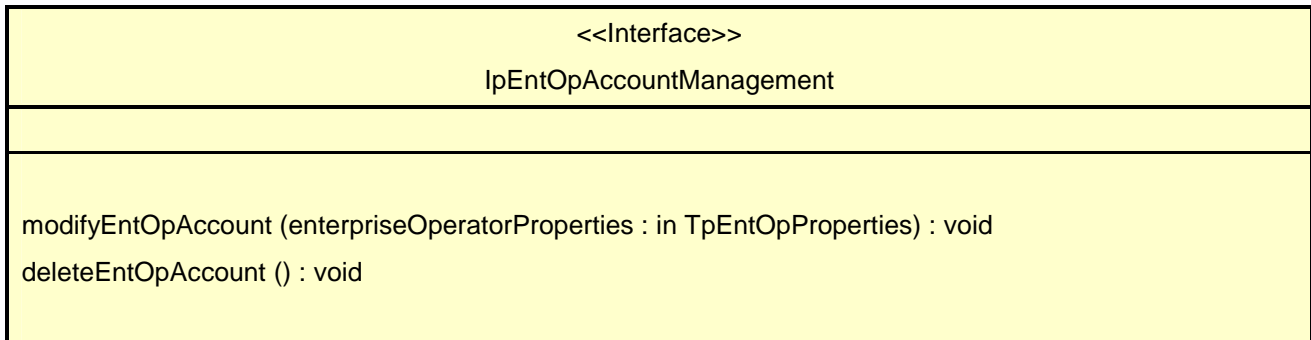 <<Interface>>
IpEntOpAccountManagement
modifyEntOpAccount (enterpriseOperatorProperties : in TpEntOpProperties) : void
deleteEntOpAccount () : void